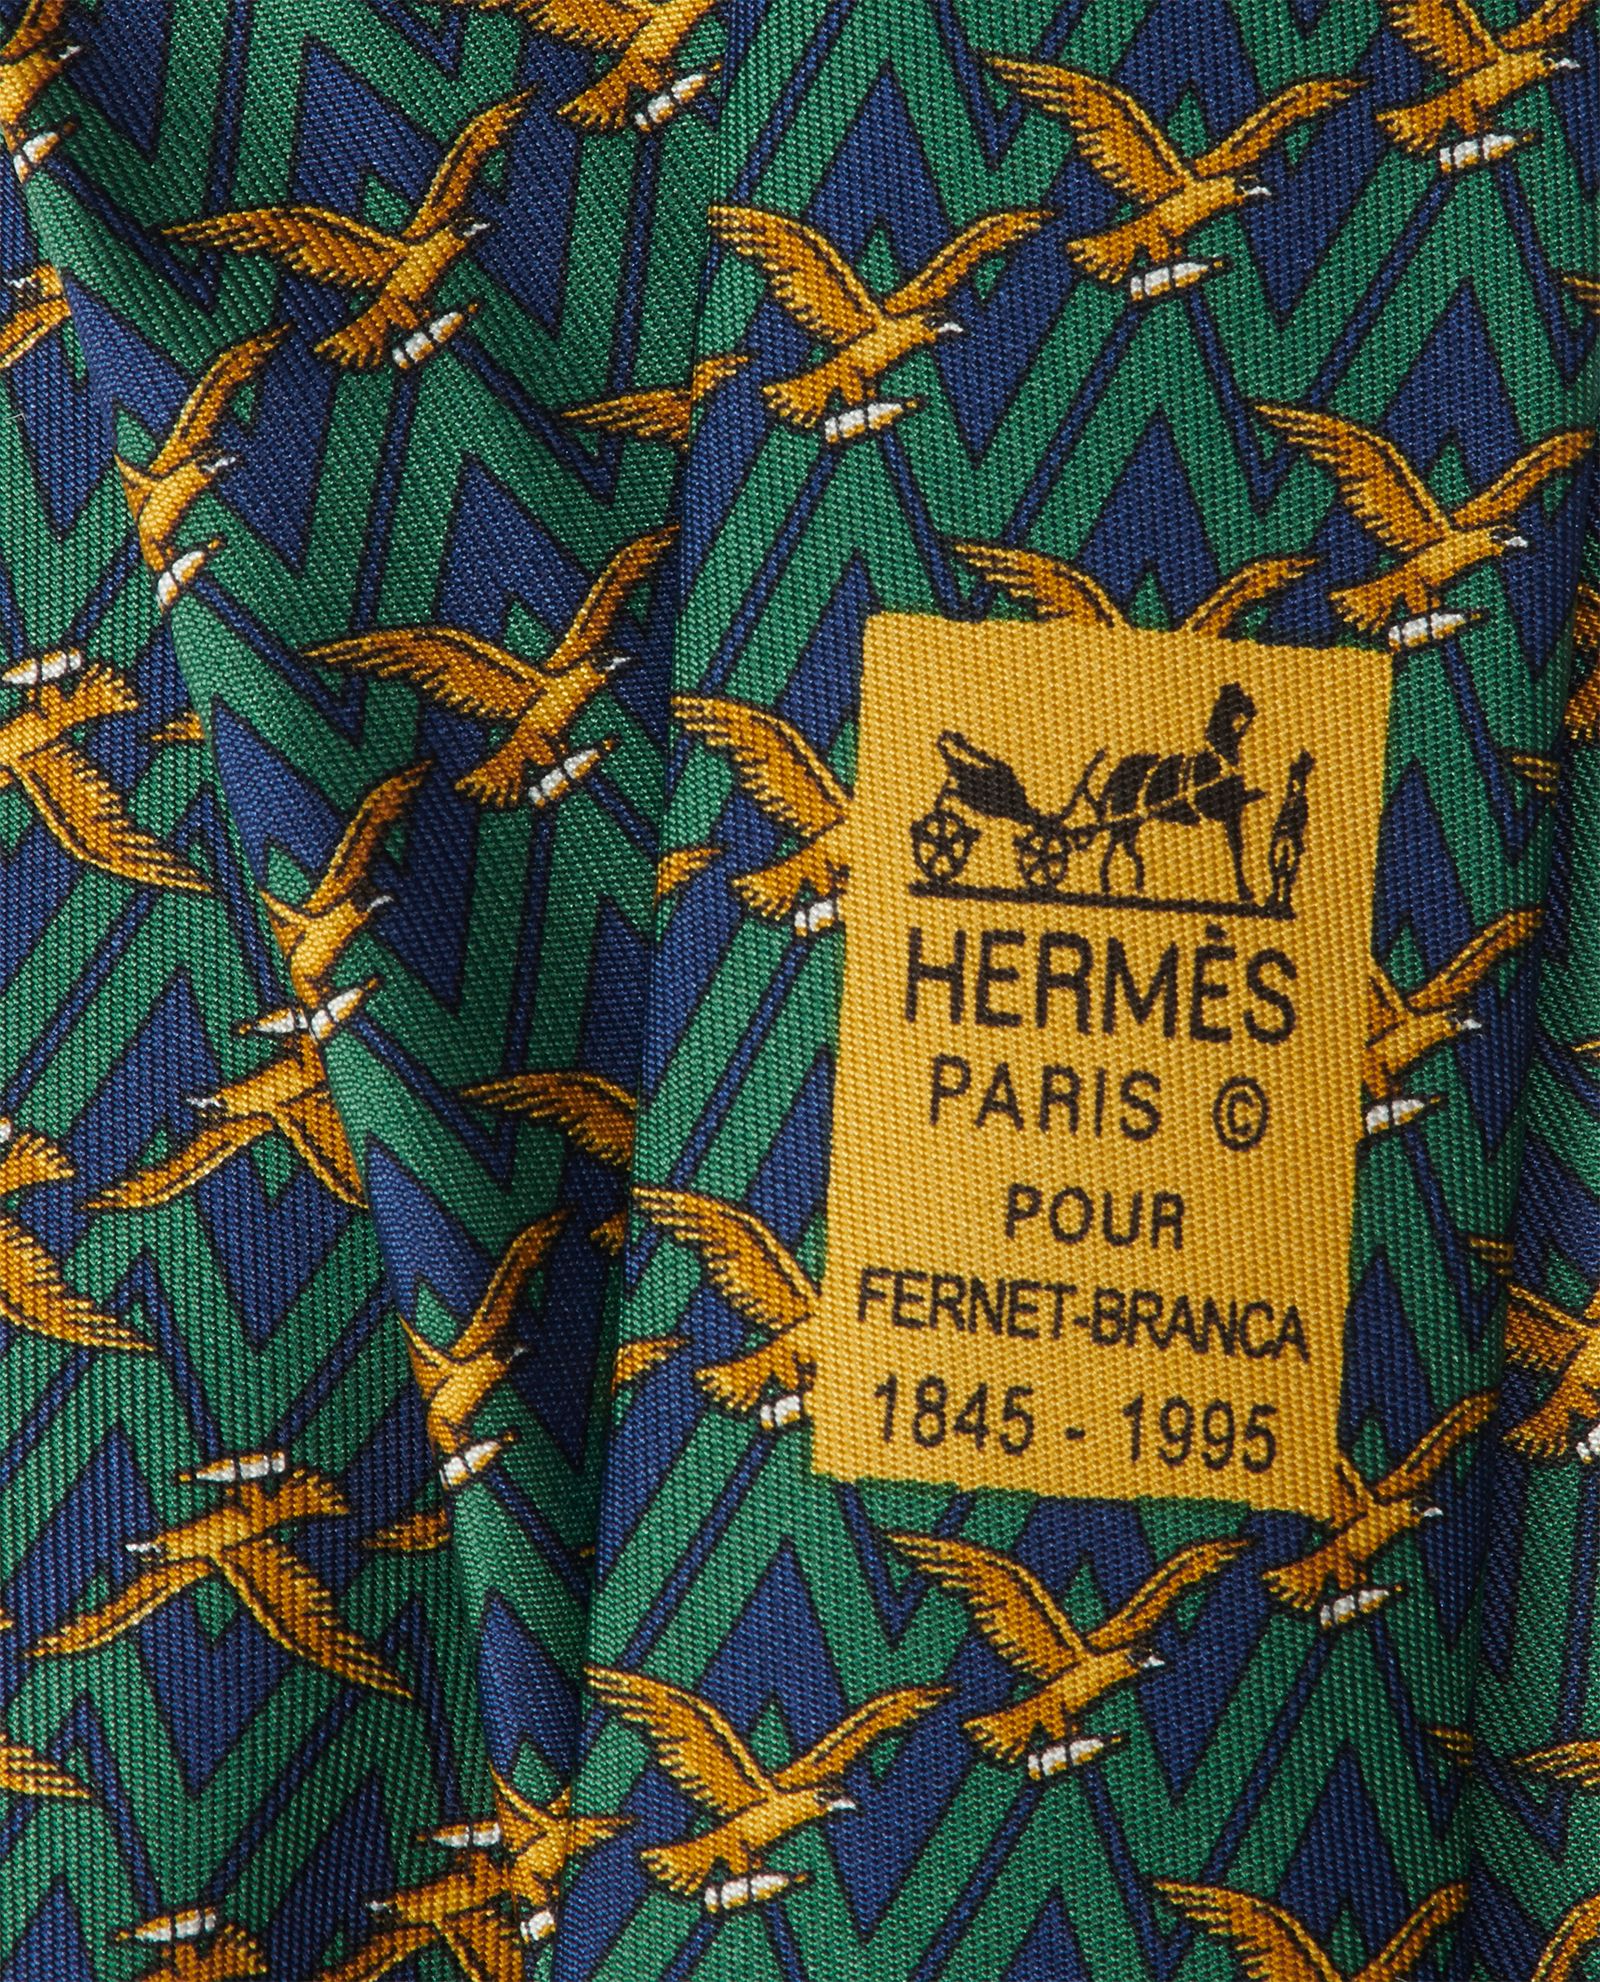 HERMÈS
PARIS ©
POUR
FERNET-BRANCA
1845 - 1995